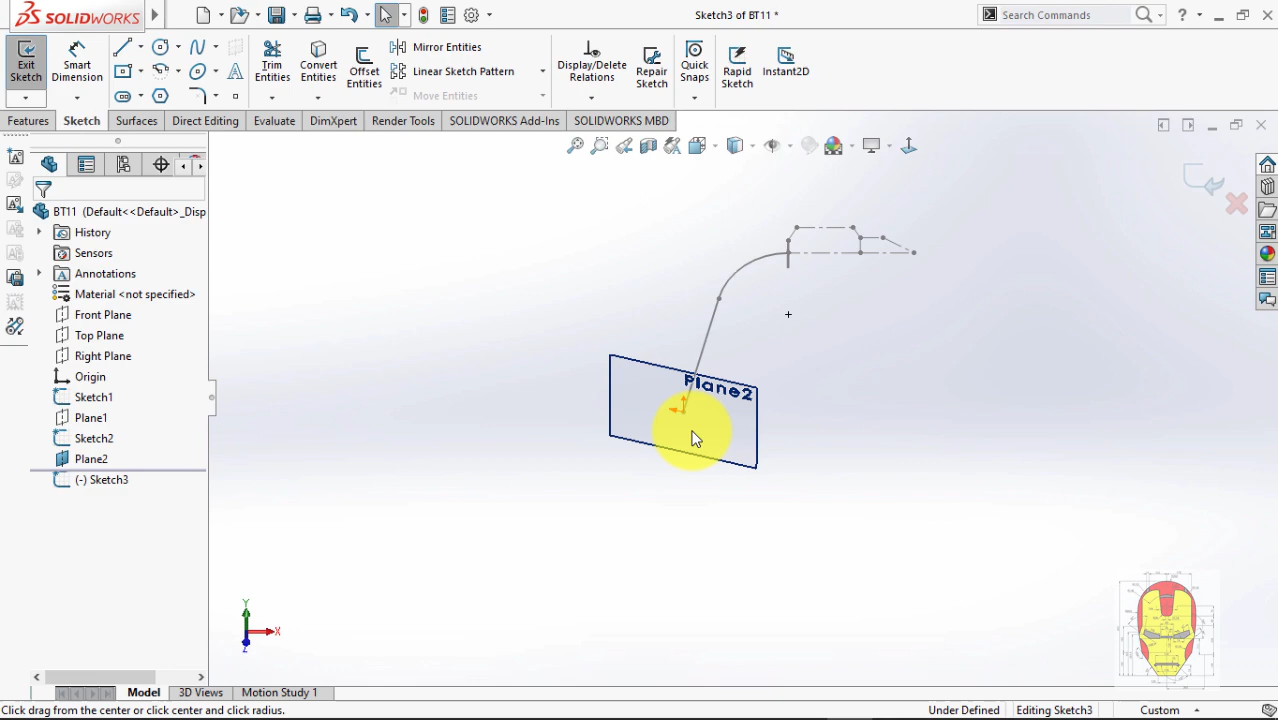 SOLIDWORKS
Sketch3 of BT11 *
Search Commands
Exit Sketch
Smart Dimension
Trim Entities
Convert Entities
Offset Entities
Mirror Entities
Linear Sketch Pattern
Move Entities
Display/Delete Relations
Repair Sketch
Quick Snaps
Rapid Sketch
Instant2D
Features
Sketch
Surfaces
Direct Editing
Evaluate
DimXpert
Render Tools
SOLIDWORKS Add-Ins
SOLIDWORKS MBD
BT11 (Default<<Default>_Disp
History
Sensors
Annotations
Material <not specified>
Front Plane
Top Plane
Right Plane
Origin
Sketch1
Plane1
Sketch2
Plane2
(-) Sketch3
Plane2
Y
X
Z
Model
3D Views
Motion Study 1
Click drag from the center or click center and click radius.
Under Defined
Editing Sketch3
Custom